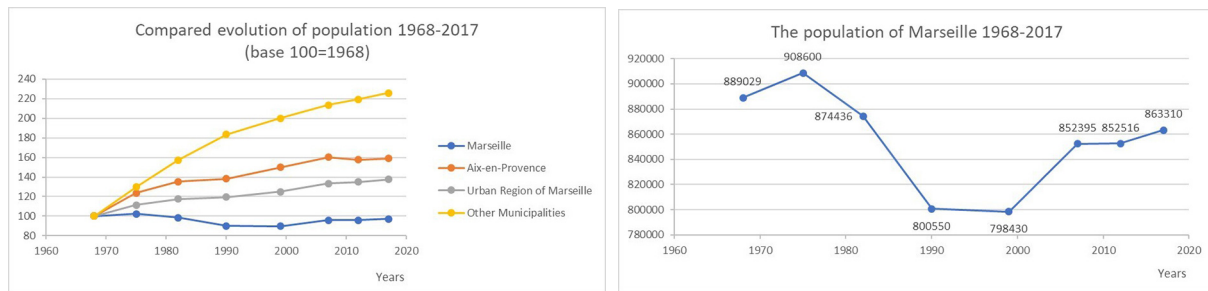 Compared evolution of population 1968-2017
(base 100=1968)
240
220
200
180
160
140
120
100
80
1960 1970 1980 1990 2000 2010 2020
Years
Marseille
Aix-en-Provence
Urban Region of Marseille
Other Municipalities
The population of Marseille 1968-2017
920000
900000
880000
860000
840000
820000
800000
780000
889029
908600
874436
800550
798430
852395
852516
863310
1960 1970 1980 1990 2000 2010 2020
Years